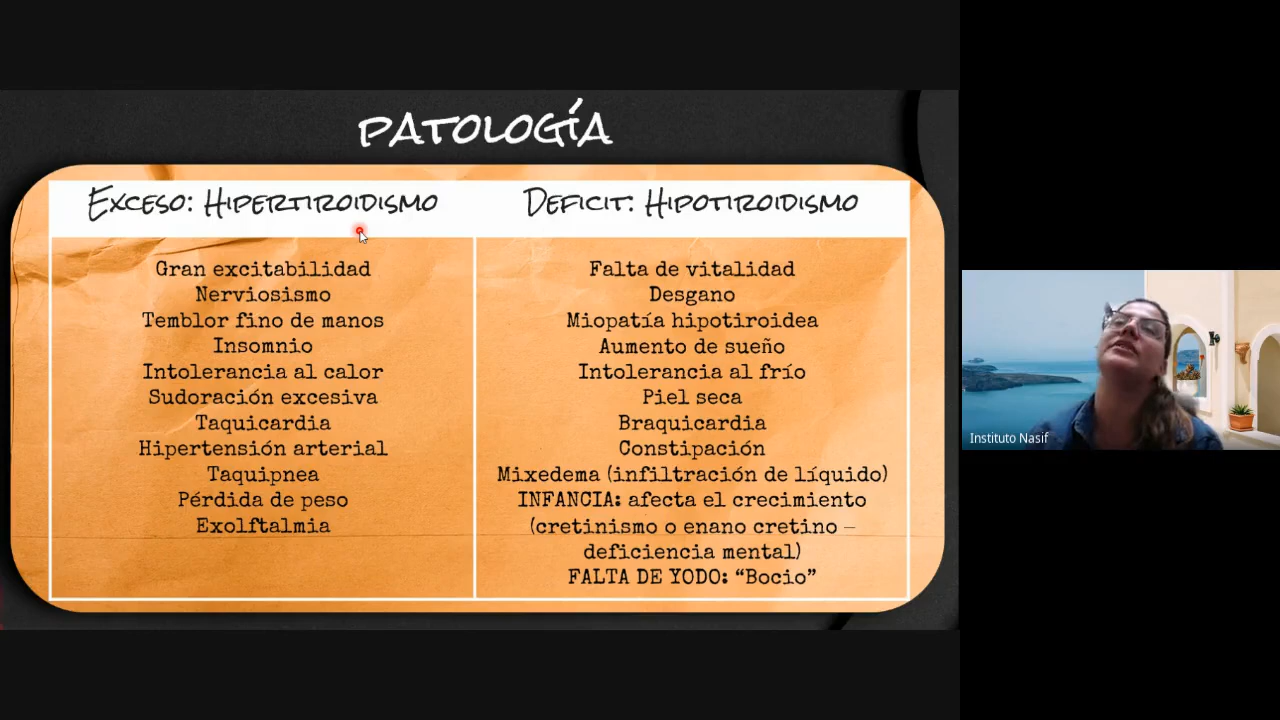 PATOLOGÍA
Exceso: Hipertiroidismo
Deficit: Hipotiroidismo
Gran excitabilidad
Nerviosismo
Temblor fino de manos
Insomnio
Intolerancia al calor
Sudoración excesiva
Taquicardia
Hipertensión arterial
Taquipnea
Pérdida de peso
Exolftalmia
Falta de vitalidad
Desgano
Miopatía hipotiroidea
Aumento de sueño
Intolerancia al frío
Piel seca
Braquicardia
Constipación
Mixedema (infiltración de líquido)
INFANCIA: afecta el crecimiento
(cretinismo o enano cretino –
deficiencia mental)
FALTA DE YODO: “Bocio”
Instituto Nasif